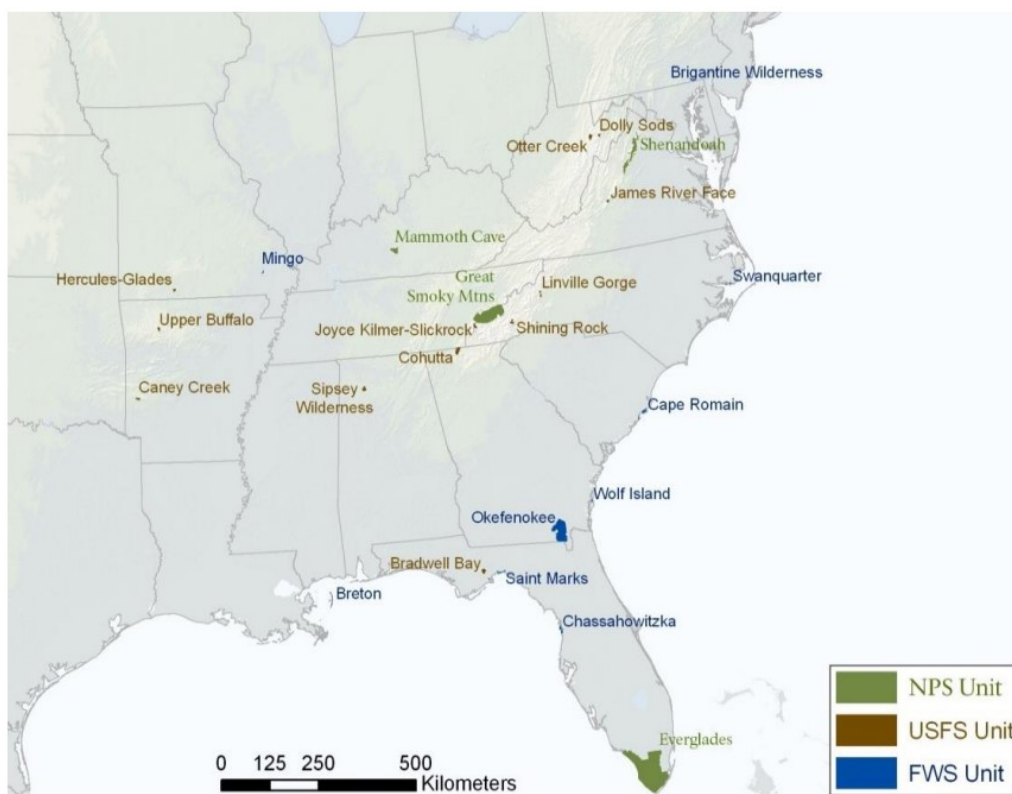 Brigantine Wilderness
Dolly Sods
Otter Creek
Shenandoah
James River Face
Mammoth Cave
Mingo
Swanquarter
Hercules-Glades
Great
Smoky Mtns
Linville Gorge
Upper Buffalo
Joyce Kilmer-Slickrock
Shining Rock
Cohutta
Caney Creek
Sipsey
Wilderness
Cape Romain
Wolf Island
Okefenokee
Bradwell Bay
Saint Marks
Breton
Chassahowitzka
Everglades
NPS Unit
USFS Unit
FWS Unit
0 125 250 500
Kilometers